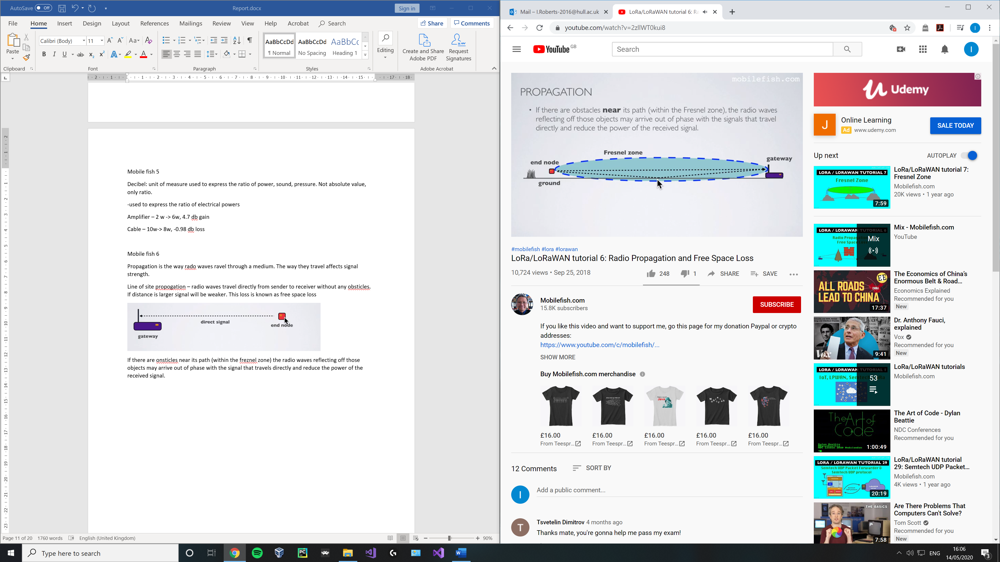 AutoSave Off
Report.docx
Sign in
File Home Insert Design Layout References Mailings Review View Help Acrobat Search
Share Comments
Paste
Calibri (Body) 11
AaBbCcDd AaBbCcDd AaBbCc
¶ Normal No Spacing Heading 1
Editing
Create and Share Adobe PDF
Request Signatures
Clipboard Font Paragraph Styles Adobe Acrobat
Mobile fish 5
Decibel: unit of measure used to express the ratio of power, sound, pressure. Not absolute value,
only ratio.
-used to express the ratio of electrical powers
Amplifier – 2 w -> 6w, 4.7 db gain
Cable – 10w-> 8w, -0.98 db loss
Mobile fish 6
Propagation is the way rado waves ravel through a medium. The way they travel affects signal
strength.
Line of site propogation – radio waves travel directly from sender to receiver without any obsticles.
If distance is larger signal will be weaker. This loss is known as free space loss
direct signal
end node
gateway
If there are onsticles near its path (within the freznel zone) the radio waves reflecting off those
objects may arrive out of phase with the signal that travels directly and reduce the power of the
received signal.
Page 11 of 20 1760 words English (United Kingdom)
90%
Mail – I.Roberts-2016@hull.ac.uk
LoRa/LoRaWAN tutorial 6: Ra
youtube.com/watch?v=2zllWT0kui8
YouTube GB
Search
mobilefish.com
PROPAGATION
• If there are obstacles near its path (within the Fresnel zone), the radio waves
reflecting off those objects may arrive out of phase with the signals that travel
directly and reduce the power of the received signal.
Fresnel zone
end node
gateway
ground
#mobilefish #lora #lorawan
LoRa/LoRaWAN tutorial 6: Radio Propagation and Free Space Loss
10,724 views • Sep 25, 2018
248 1 SHARE SAVE
Mobilefish.com
15.8K subscribers
SUBSCRIBE
If you like this video and want to support me, go this page for my donation Paypal or crypto
addresses:
https://www.youtube.com/c/mobilefish/...
SHOW MORE
Buy Mobilefish.com merchandise
£16.00 £16.00 £16.00 £16.00 £16.00
From Teespr... From Teespr... From Teespr... From Teespr... From Teespr...
12 Comments SORT BY
Add a public comment...
Tsvetelin Dimitrov 4 months ago
Thanks mate, you're gonna help me pass my exam!
Udemy
J
Online Learning
Ad www.udemy.com
SALE TODAY
Up next
AUTOPLAY
LORA / LORAWAN TUTORIAL 7
Fresnel Zone
7:59
LoRa/LoRaWAN tutorial 7:
Fresnel Zone
Mobilefish.com
20K views • 1 year ago
LORA / LORAWAN TUTORIAL 6
Mix
Mix - Mobilefish.com
YouTube
ALL ROADS
LEAD TO CHINA
CHINA
EE
17:37
The Economics of China's
Enormous Belt & Road...
Economics Explained
Recommended for you
New
Vox
9:41
Dr. Anthony Fauci,
explained
Vox
Recommended for you
New
LORA / LORAWAN TUTORIAL 1
53
LoRa/LoRaWAN tutorials
Mobilefish.com
The Art of
Code
1:00:49
The Art of Code - Dylan
Beattie
NDC Conferences
Recommended for you
LORA / LORAWAN TUTORIAL 29
Semtech UDP Packet Forwarder &
Semtech UDP protocol
20:19
LoRa/LoRaWAN tutorial
29: Semtech UDP Packet...
Mobilefish.com
4K views • 1 year ago
THE BASICS
7:58
Are There Problems That
Computers Can't Solve?
Tom Scott
Recommended for you
New
Type here to search
ENG
16:06
14/05/2020
3